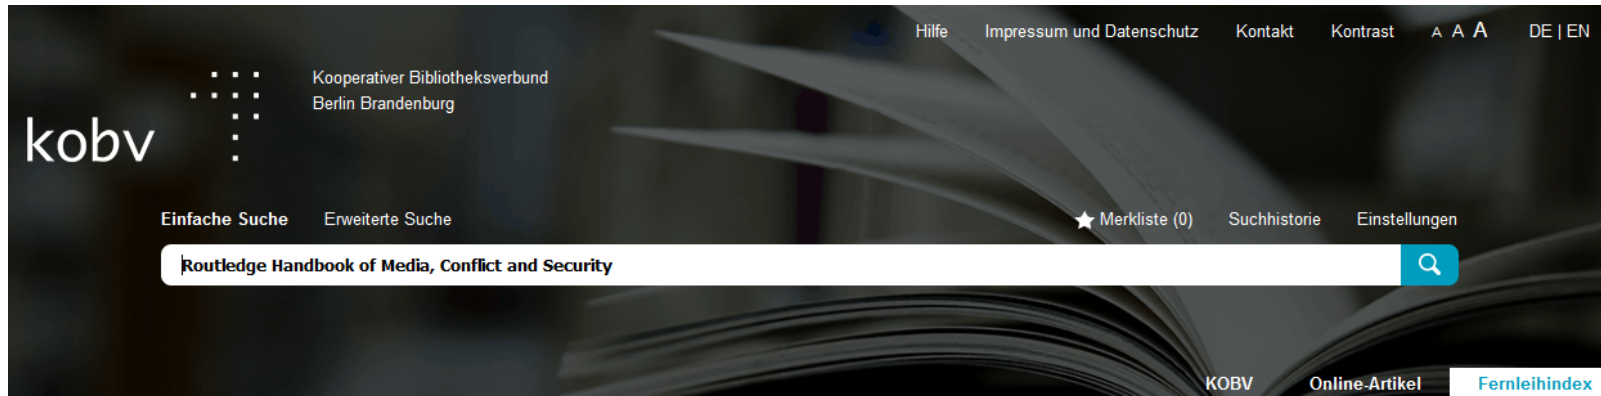 Hilfe Impressum und Datenschutz Kontakt Kontrast A A A DE | EN
Kooperativer Bibliotheksverbund
Berlin Brandenburg
kobv
Einfache Suche Erweiterte Suche Merkliste (0) Suchhistorie Einstellungen
Routledge Handbook of Media, Conflict and Security
KOBV Online-Artikel Fernleihindex